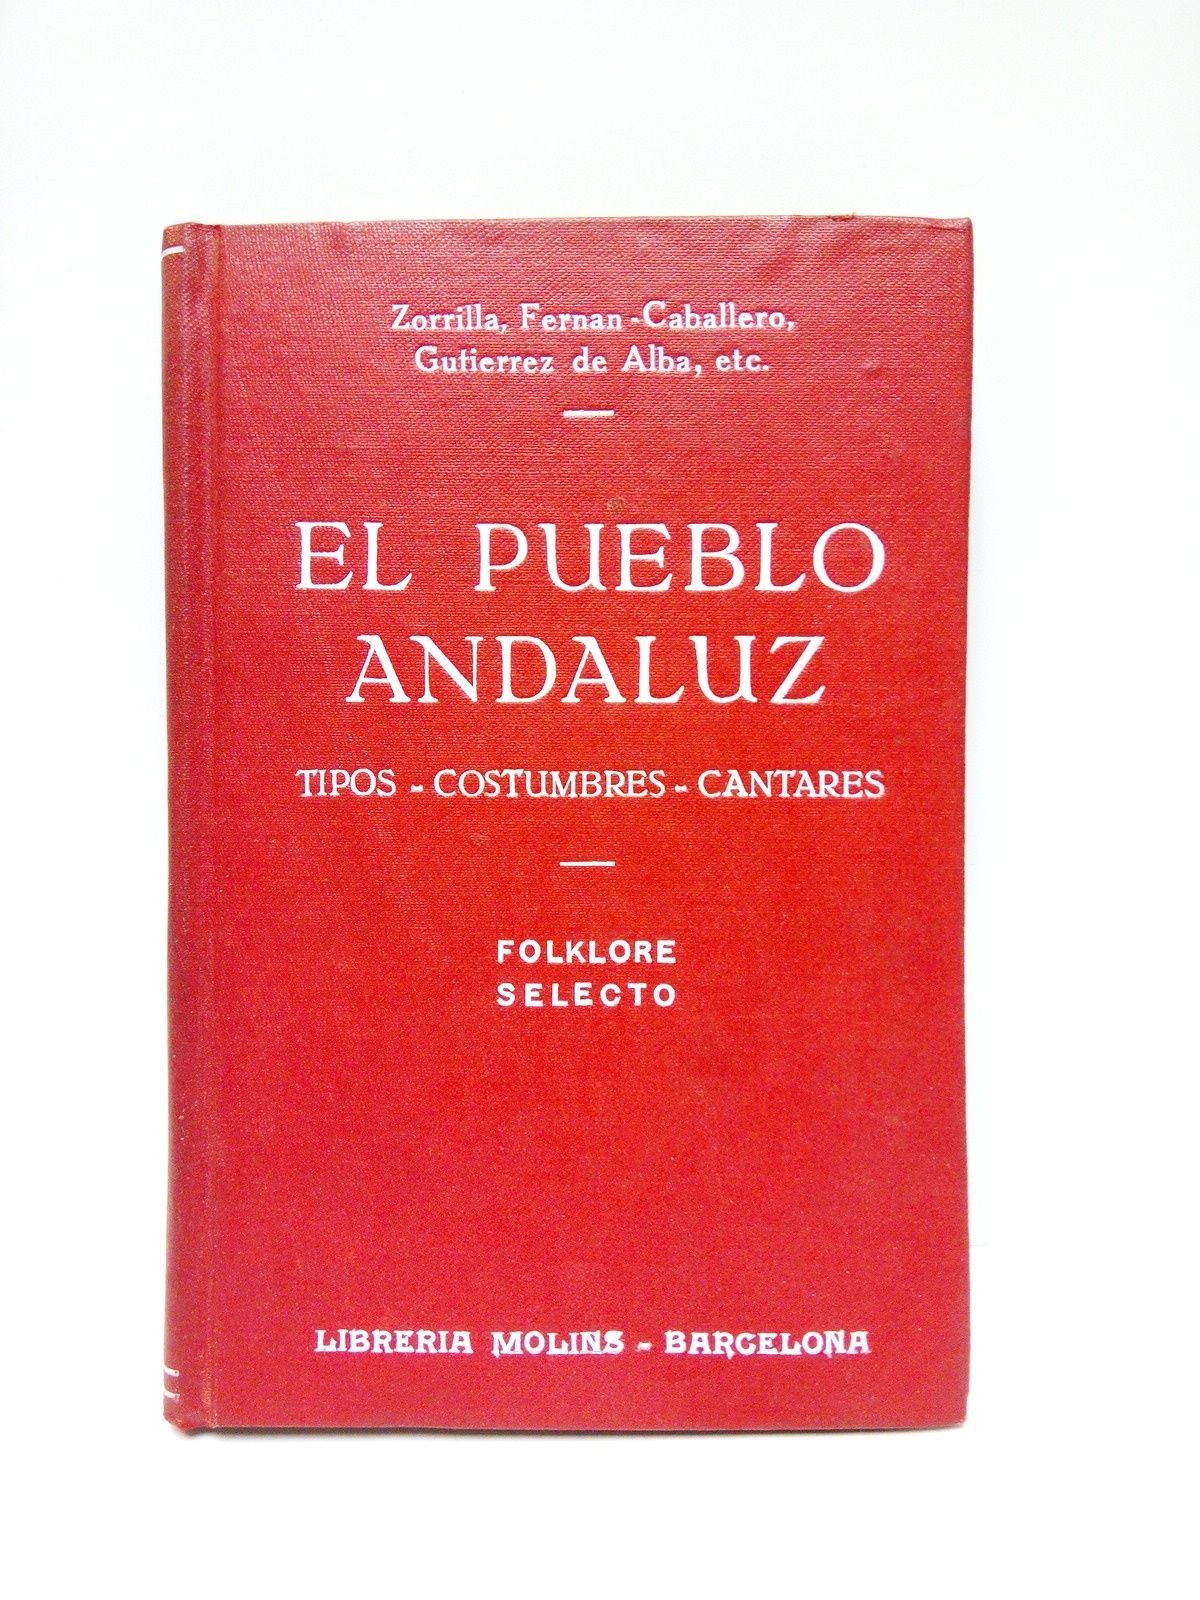 Zorrilla, Fernan-Caballero,
Gutierrez de Alba, etc.
EL PUEBLO
ANDALUZ
TIPOS - COSTUMBRES - CANTARES
FOLKLORE
SELECTO
LIBRERIA MOLINS - BARCELONA